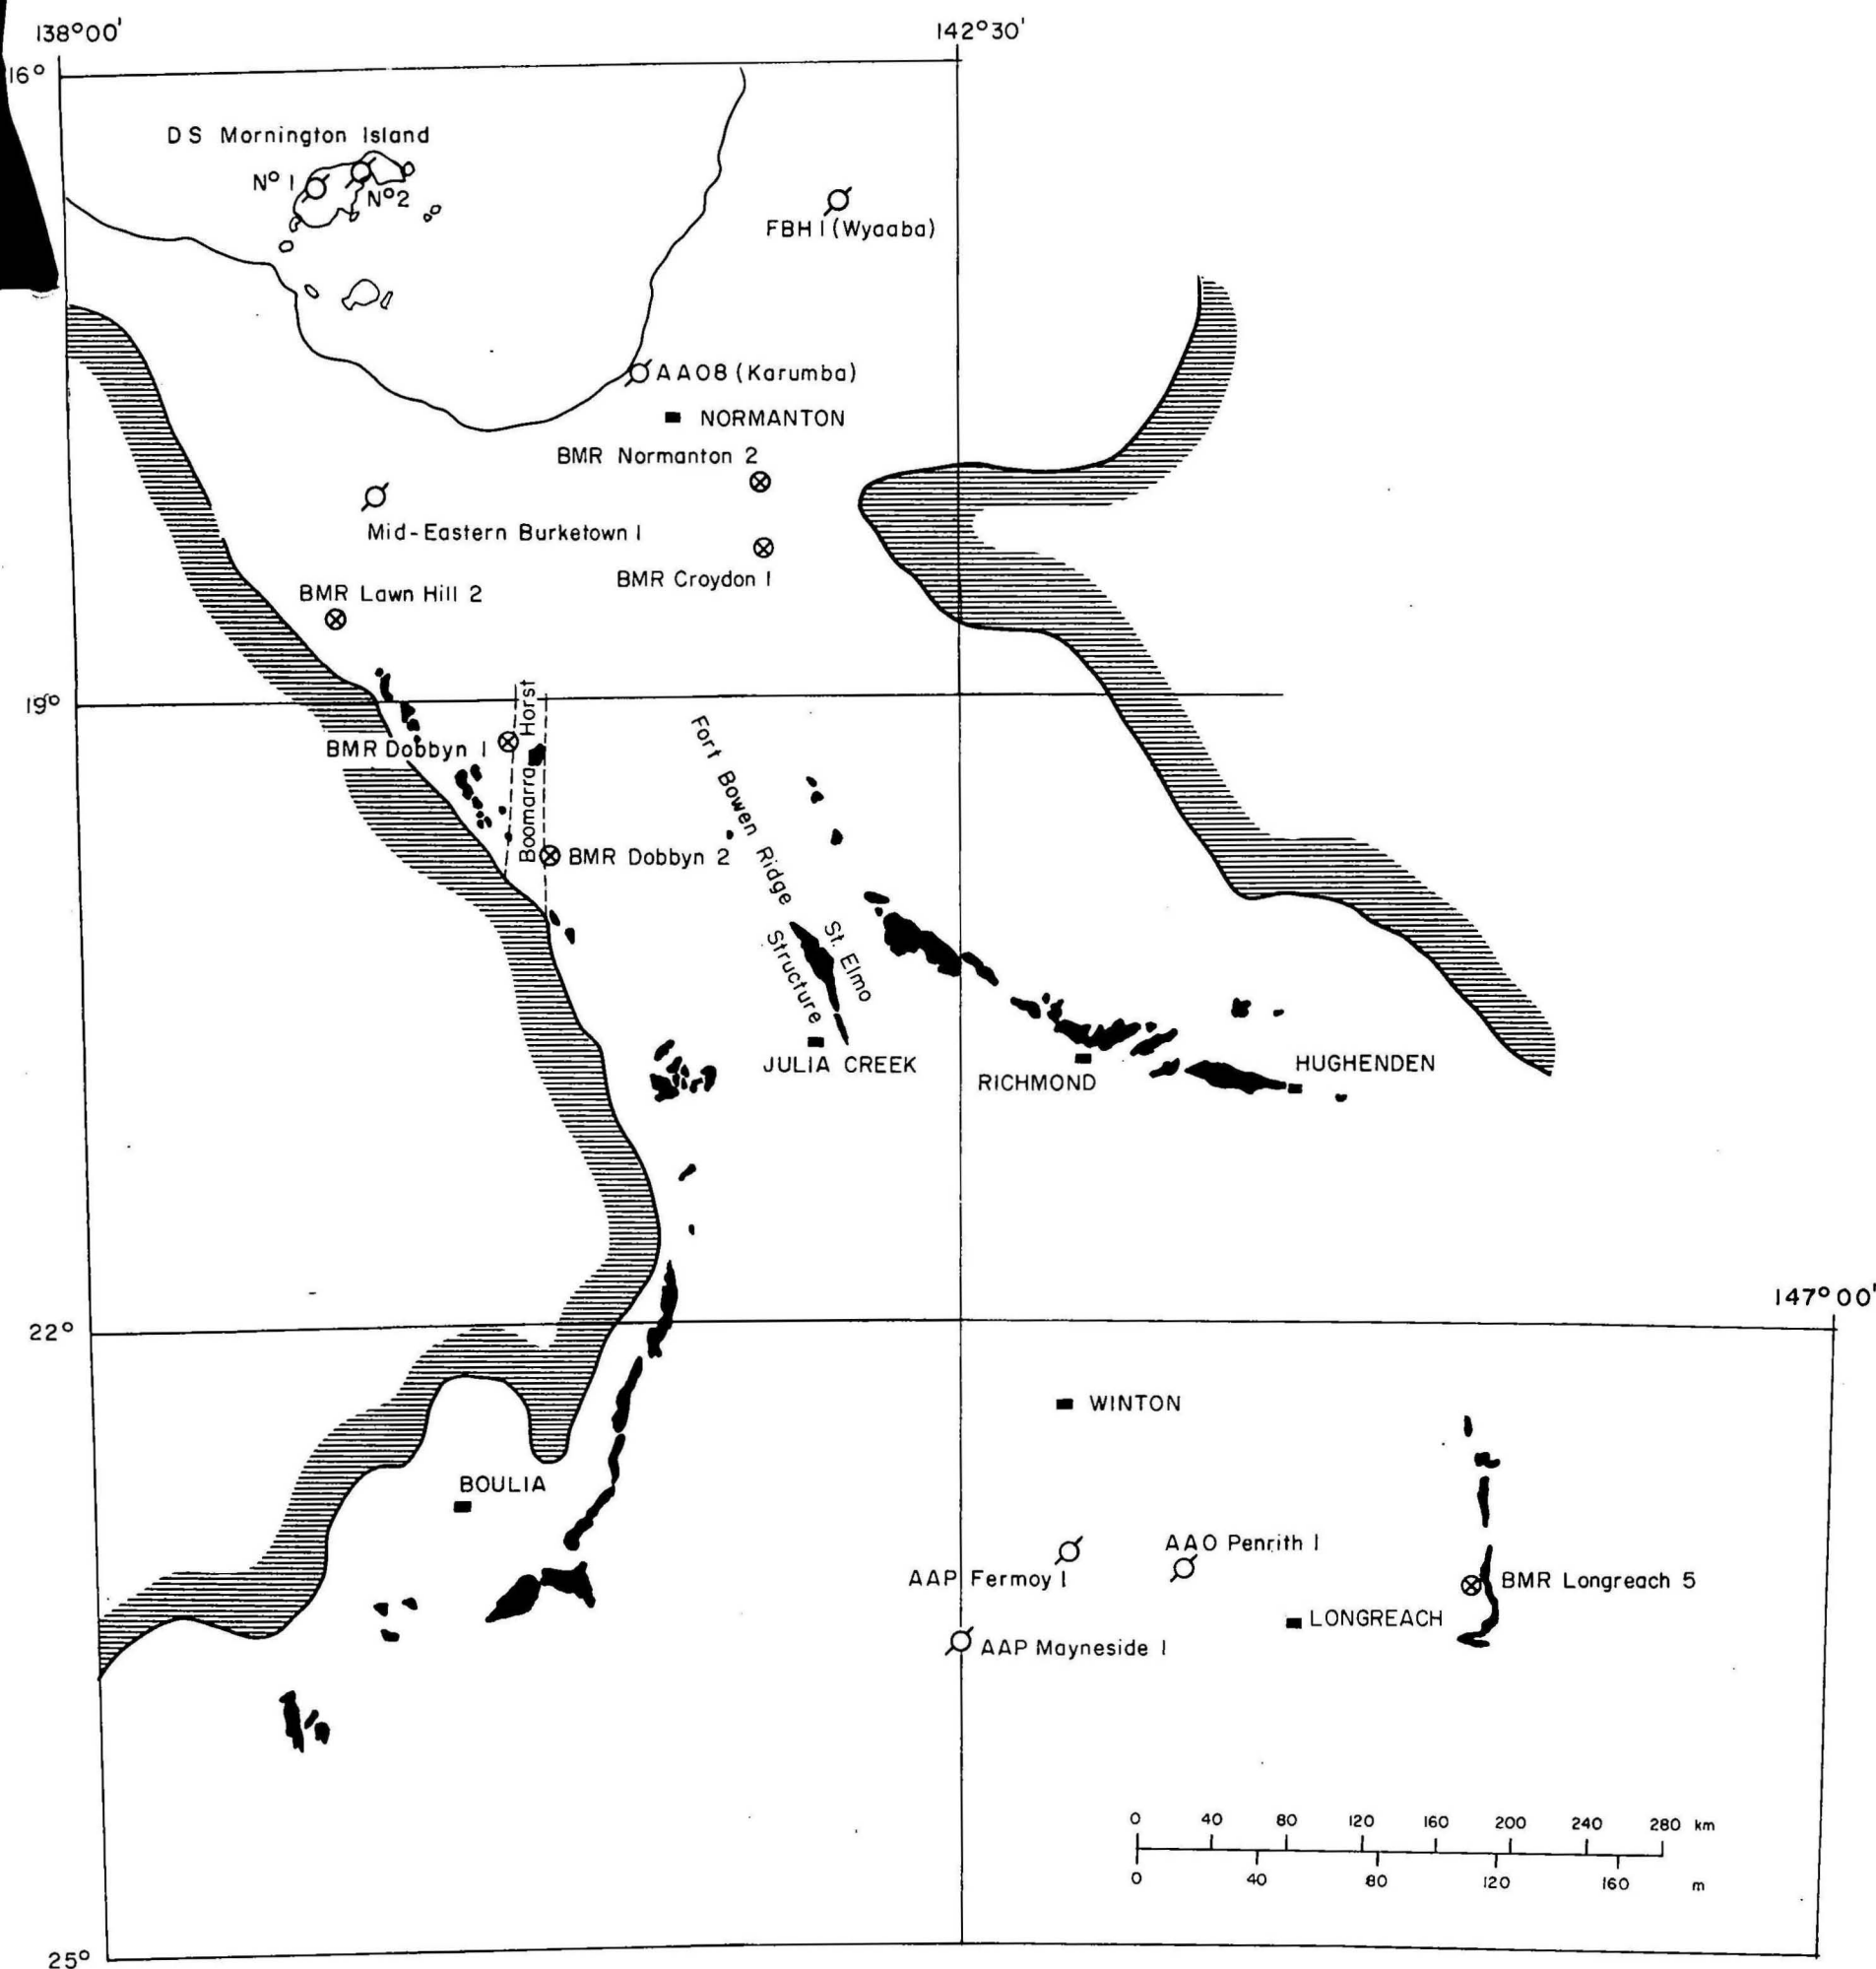 138°00'
142°30'
16°
DS Mornington Island
Nº 1
Nº 2
FBH 1 (Wyaaba)
AAO8 (Karumba)
NORMANTON
BMR Normanton 2
Mid-Eastern Burketown 1
BMR Croydon 1
BMR Lawn Hill 2
19°
Boomarra Horst
BMR Dobbyn 1
Fort Bowen Ridge
BMR Dobbyn 2
St. Elmo
Structure
JULIA CREEK
RICHMOND
HUGHENDEN
147°00'
22°
WINTON
BOULIA
AAO Penrith 1
AAP Fermoy 1
BMR Longreach 5
LONGREACH
AAP Mayneside 1
0 40 80 120 160 200 240 280 km
0 40 80 120 160 m
25°